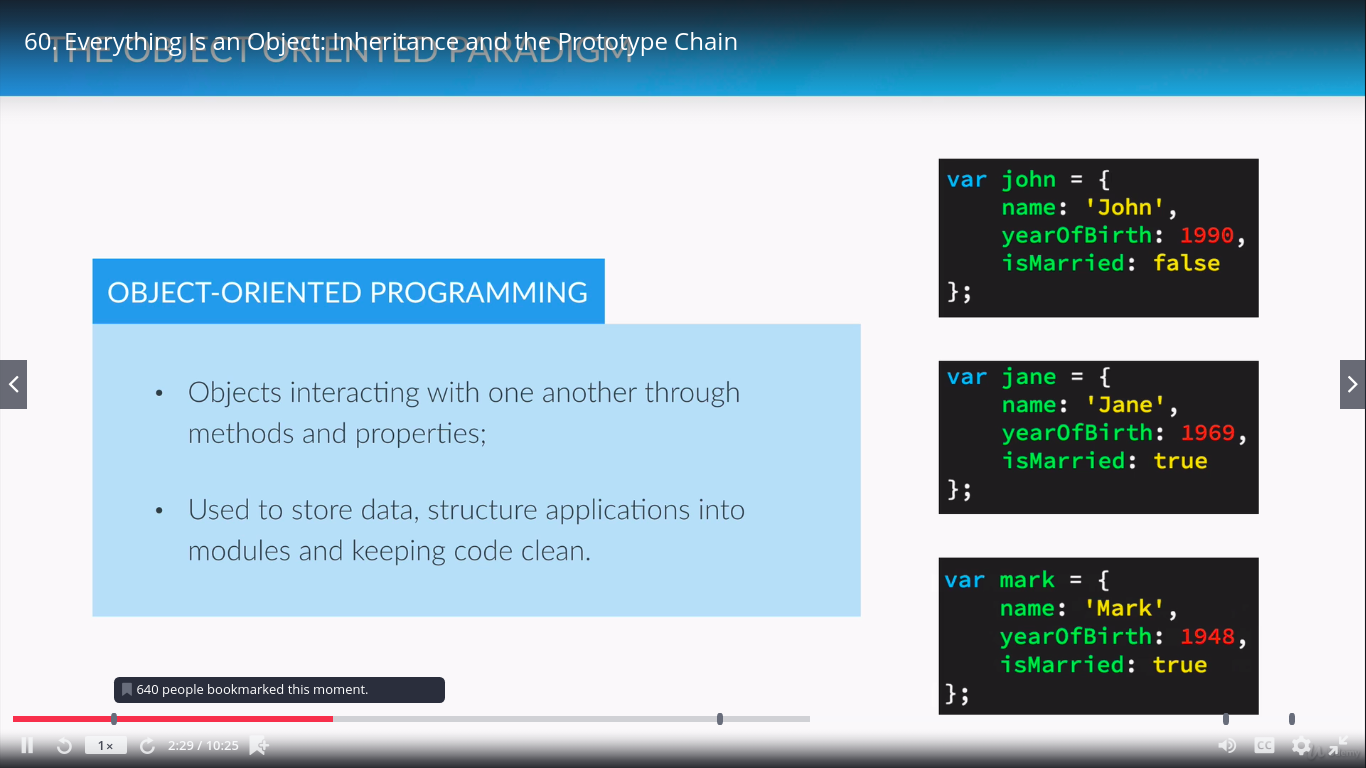 60. Everything Is an Object: Inheritance and the Prototype Chain
THE OBJECT ORIENTED PARADIGM
OBJECT-ORIENTED PROGRAMMING
• Objects interacting with one another through
methods and properties;
• Used to store data, structure applications into
modules and keeping code clean.
var john = {
name: 'John',
yearOfBirth: 1990,
isMarried: false
};
var jane = {
name: 'Jane',
yearOfBirth: 1969,
isMarried: true
};
var mark = {
name: 'Mark',
yearOfBirth: 1948,
isMarried: true
};
640 people bookmarked this moment.
1× 2:29 / 10:25 CC